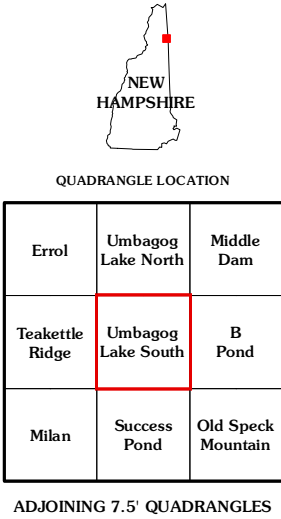 NEW
HAMPSHIRE
QUADRANGLE LOCATION
Errol
Umbagog
Lake North
Middle
Dam
Teakettle
Ridge
Umbagog
Lake South
B
Pond
Milan
Success
Pond
Old Speck
Mountain
ADJOINING 7.5' QUADRANGLES